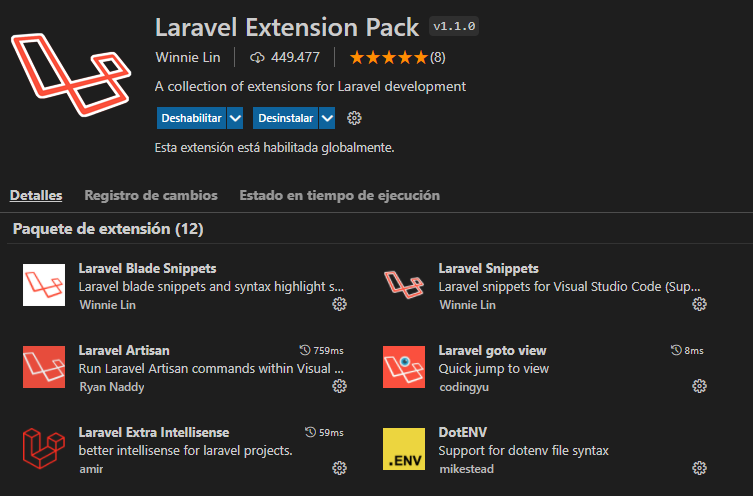 Laravel Extension Pack v1.1.0
Winnie Lin 449.477 (8)
A collection of extensions for Laravel development
Deshabilitar Desinstalar
Esta extensión está habilitada globalmente.
Detalles Registro de cambios Estado en tiempo de ejecución
Paquete de extensión (12)
Laravel Blade Snippets
Laravel blade snippets and syntax highlight s...
Winnie Lin
Laravel Snippets
Laravel snippets for Visual Studio Code (Sup...
Winnie Lin
Laravel Artisan 759ms
Run Laravel Artisan commands within Visual ...
Ryan Naddy
Laravel goto view 8ms
Quick jump to view
codingyu
Laravel Extra Intellisense 59ms
better intellisense for laravel projects.
amir
.ENV
DotENV
Support for dotenv file syntax
mikestead